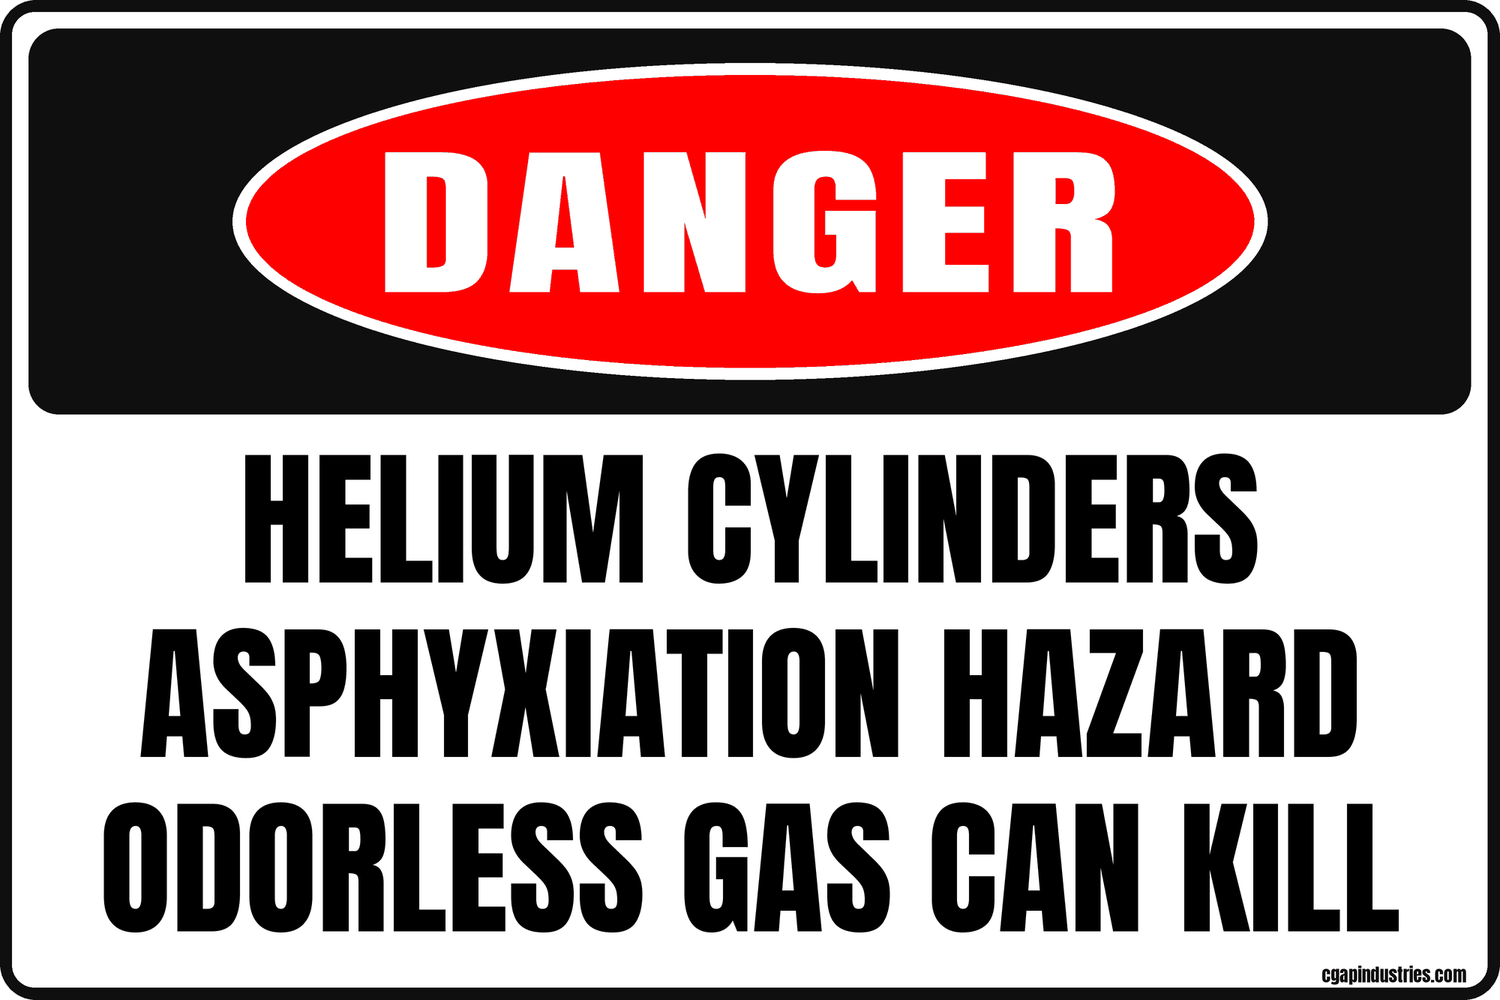 DANGER
HELIUM CYLINDERS
ASPHYXIATION HAZARD
ODORLESS GAS CAN KILL
cgapindustries.com